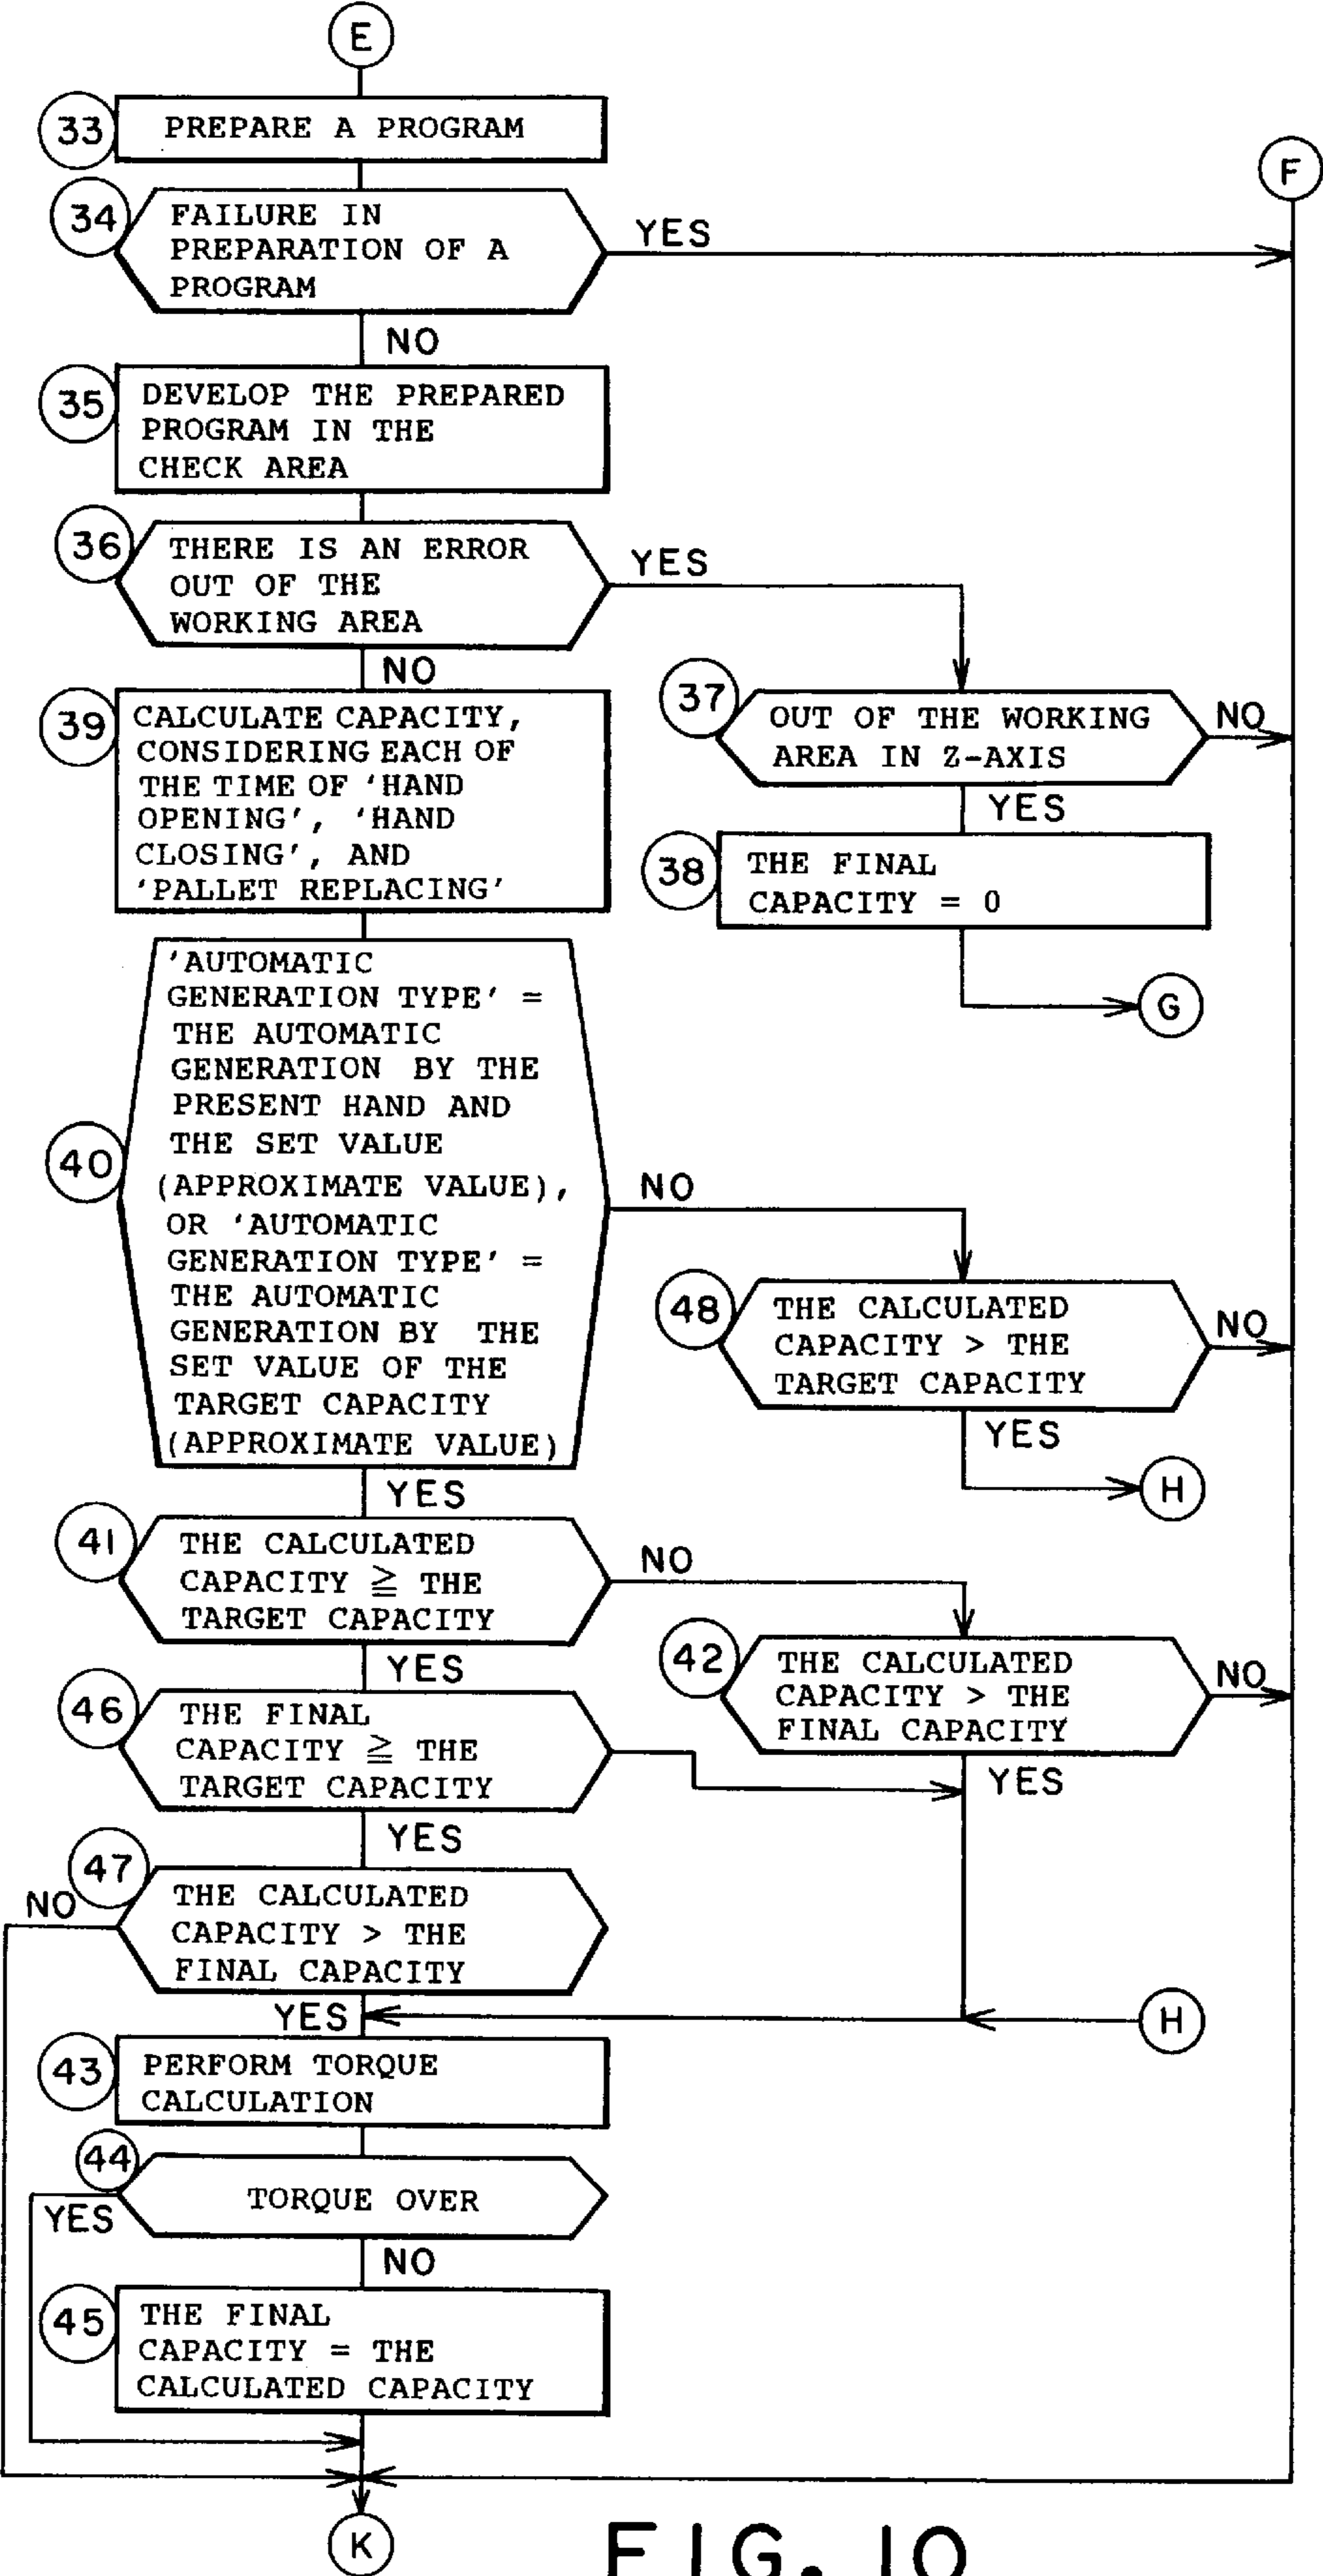 E
33
PREPARE A PROGRAM
F
34
FAILURE IN
PREPARATION OF A
PROGRAM
YES
NO
35
DEVELOP THE PREPARED
PROGRAM IN THE
CHECK AREA
36
THERE IS AN ERROR
OUT OF THE
WORKING AREA
YES
NO
37
OUT OF THE WORKING
AREA IN Z-AXIS
NO
YES
38
THE FINAL
CAPACITY = 0
G
39
CALCULATE CAPACITY,
CONSIDERING EACH OF
THE TIME OF 'HAND
OPENING', 'HAND
CLOSING', AND
'PALLET REPLACING'
40
'AUTOMATIC
GENERATION TYPE' =
THE AUTOMATIC
GENERATION BY THE
PRESENT HAND AND
THE SET VALUE
(APPROXIMATE VALUE),
OR 'AUTOMATIC
GENERATION TYPE' =
THE AUTOMATIC
GENERATION BY THE
SET VALUE OF THE
TARGET CAPACITY
(APPROXIMATE VALUE)
NO
YES
48
THE CALCULATED
CAPACITY > THE
TARGET CAPACITY
NO
YES
H
41
THE CALCULATED
CAPACITY ≧ THE
TARGET CAPACITY
NO
YES
42
THE CALCULATED
CAPACITY > THE
FINAL CAPACITY
NO
YES
46
THE FINAL
CAPACITY ≧ THE
TARGET CAPACITY
YES
47
THE CALCULATED
CAPACITY > THE
FINAL CAPACITY
NO
YES
H
43
PERFORM TORQUE
CALCULATION
44
TORQUE OVER
YES
NO
45
THE FINAL
CAPACITY = THE
CALCULATED CAPACITY
K
FIG. 10